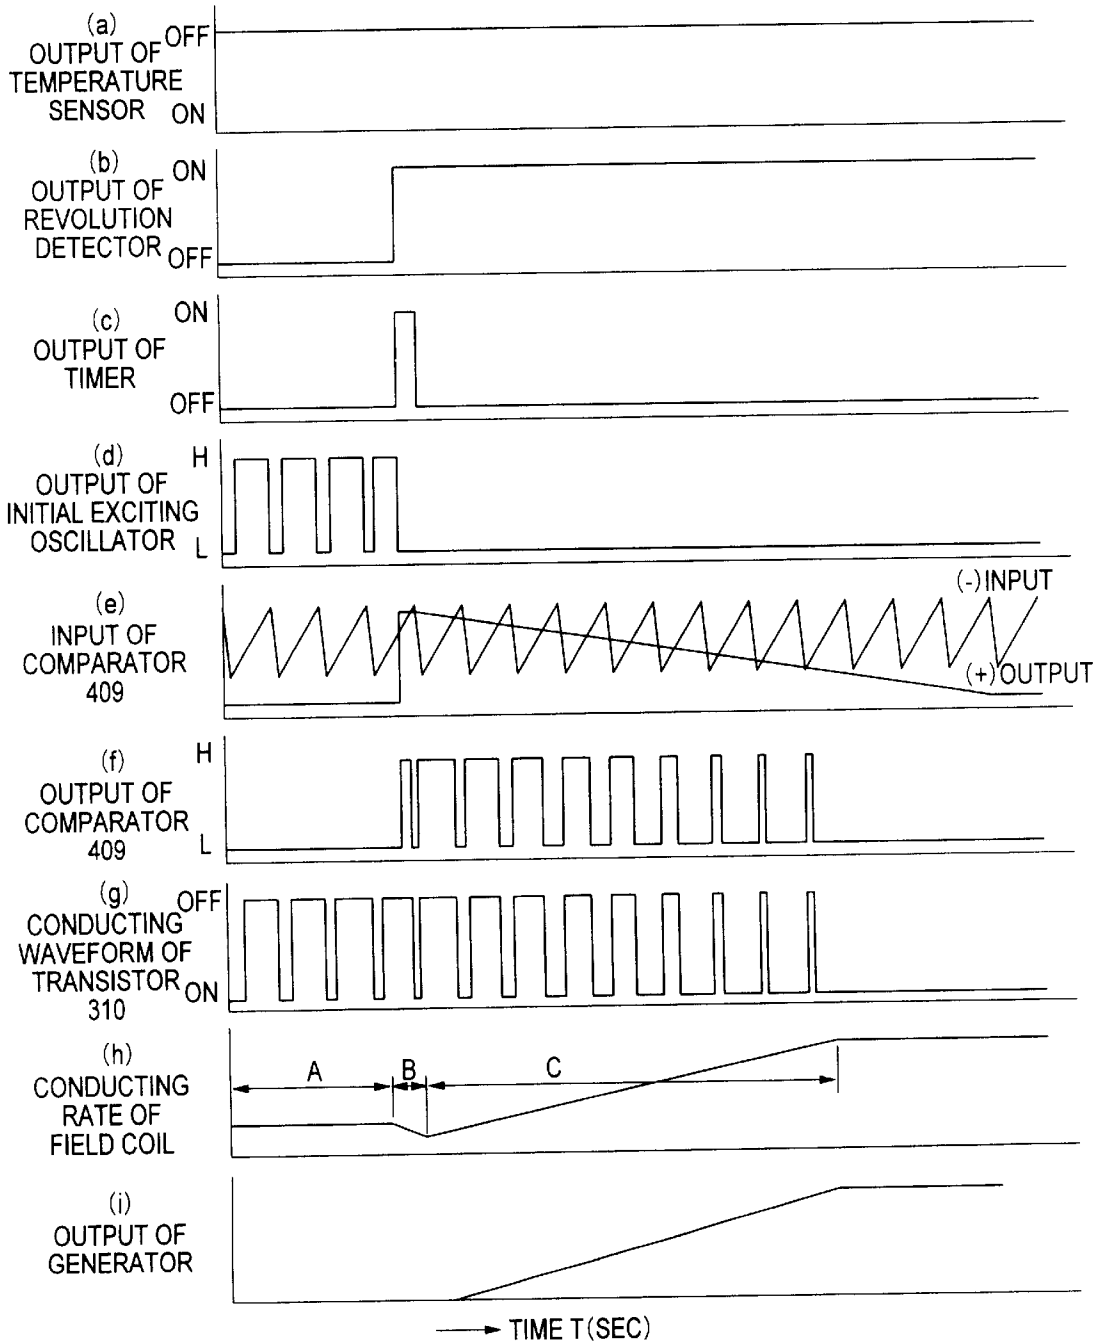 (a)
OUTPUT OF
TEMPERATURE
SENSOR
OFF
ON
(b)
OUTPUT OF
REVOLUTION
DETECTOR
ON
OFF
(c)
OUTPUT OF
TIMER
ON
OFF
(d)
OUTPUT OF
INITIAL EXCITING
OSCILLATOR
H
L
(e)
INPUT OF
COMPARATOR
409
(-)INPUT
(+)OUTPUT
(f)
OUTPUT OF
COMPARATOR
409
H
L
(g)
CONDUCTING
WAVEFORM OF
TRANSISTOR
310
OFF
ON
(h)
CONDUCTING
RATE OF
FIELD COIL
A B C
(i)
OUTPUT OF
GENERATOR
TIME T(SEC)